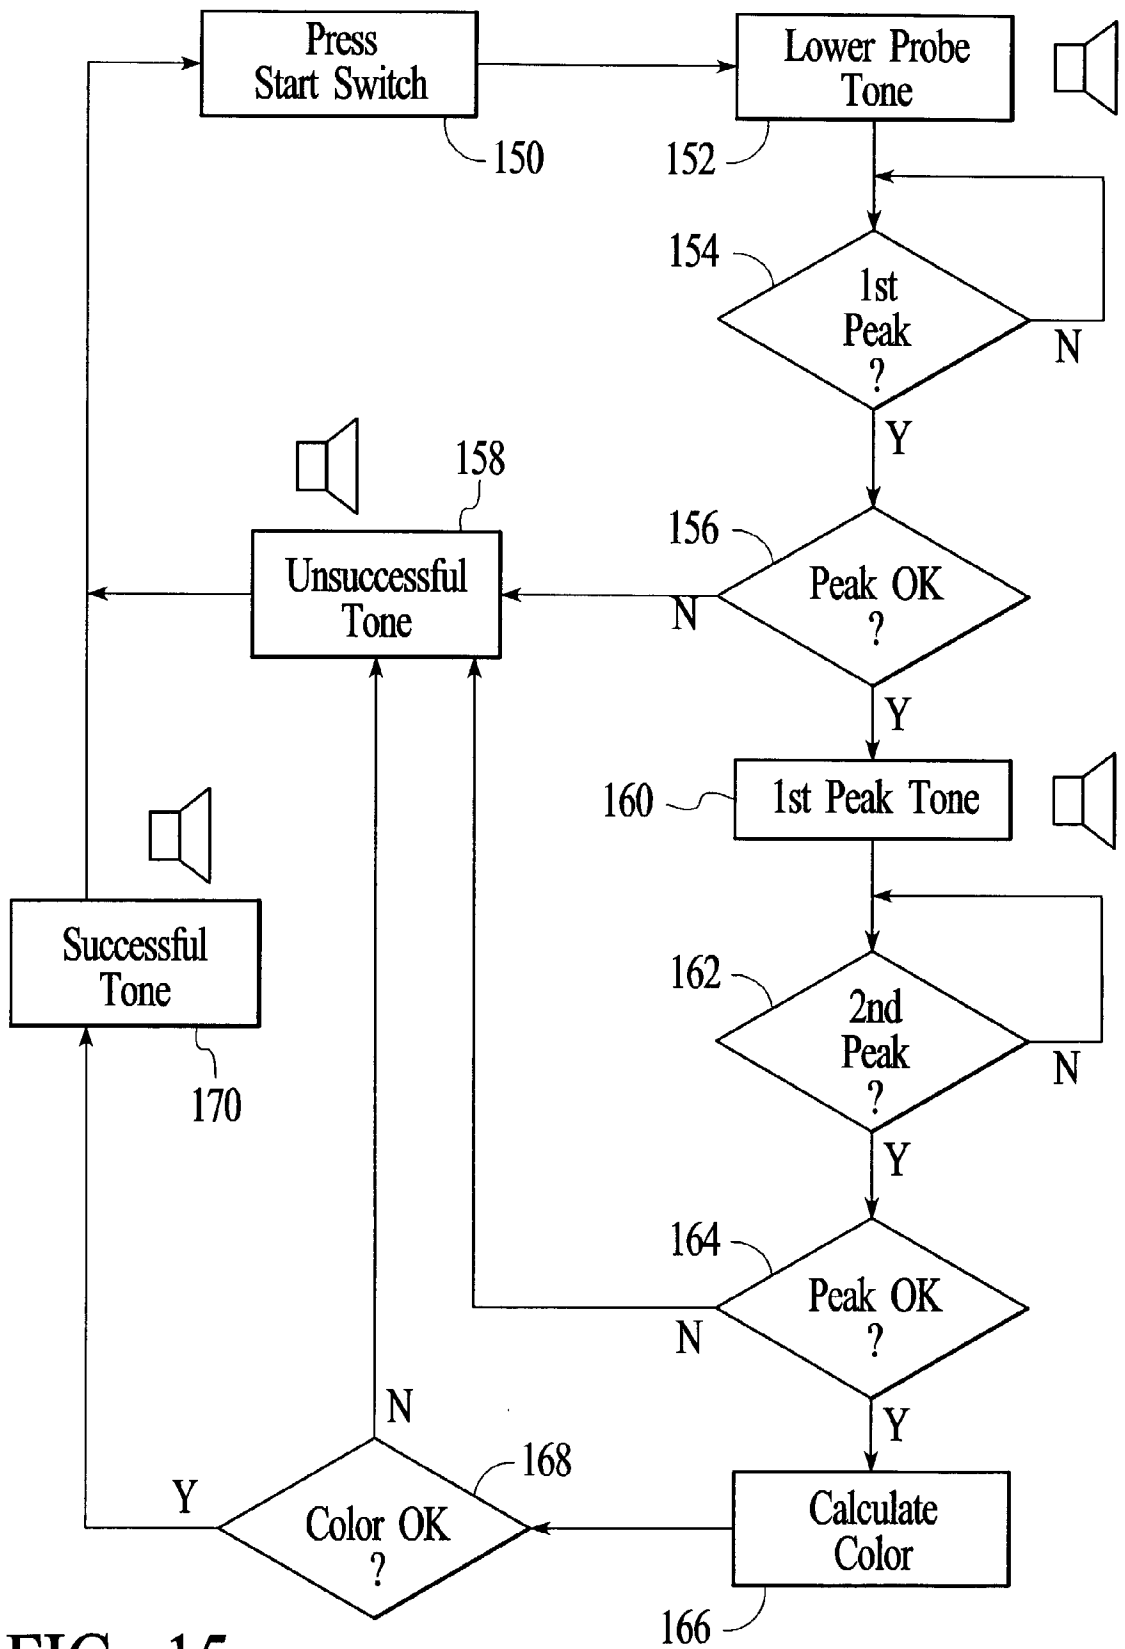 Press
Start Switch
150
Lower Probe
Tone
152
154
1st
Peak
?
N
Y
158
Unsuccessful
Tone
156
Peak OK
?
N
Y
160
1st Peak Tone
Successful
Tone
170
162
2nd
Peak
?
N
Y
164
Peak OK
?
N
Y
N
168
Y
Color OK
?
Calculate
Color
166
FIG. 15